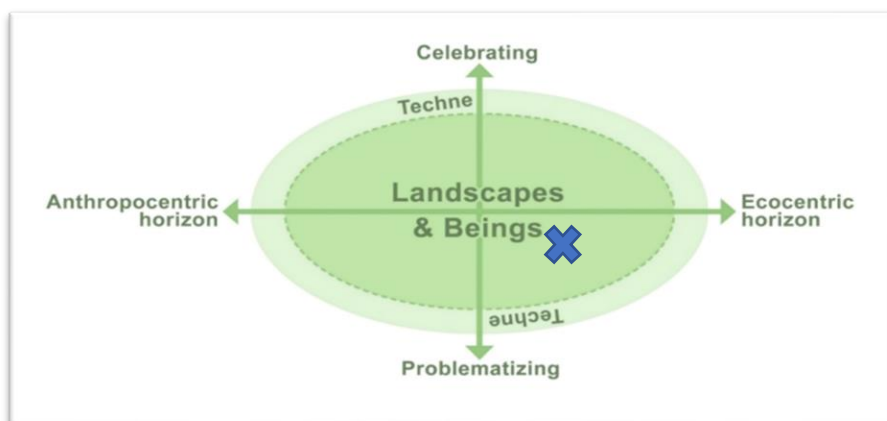 Celebrating
Techne
Landscapes
Anthropocentric
horizon
Ecocentric
horizon
& Beings
Techne
Problematizing